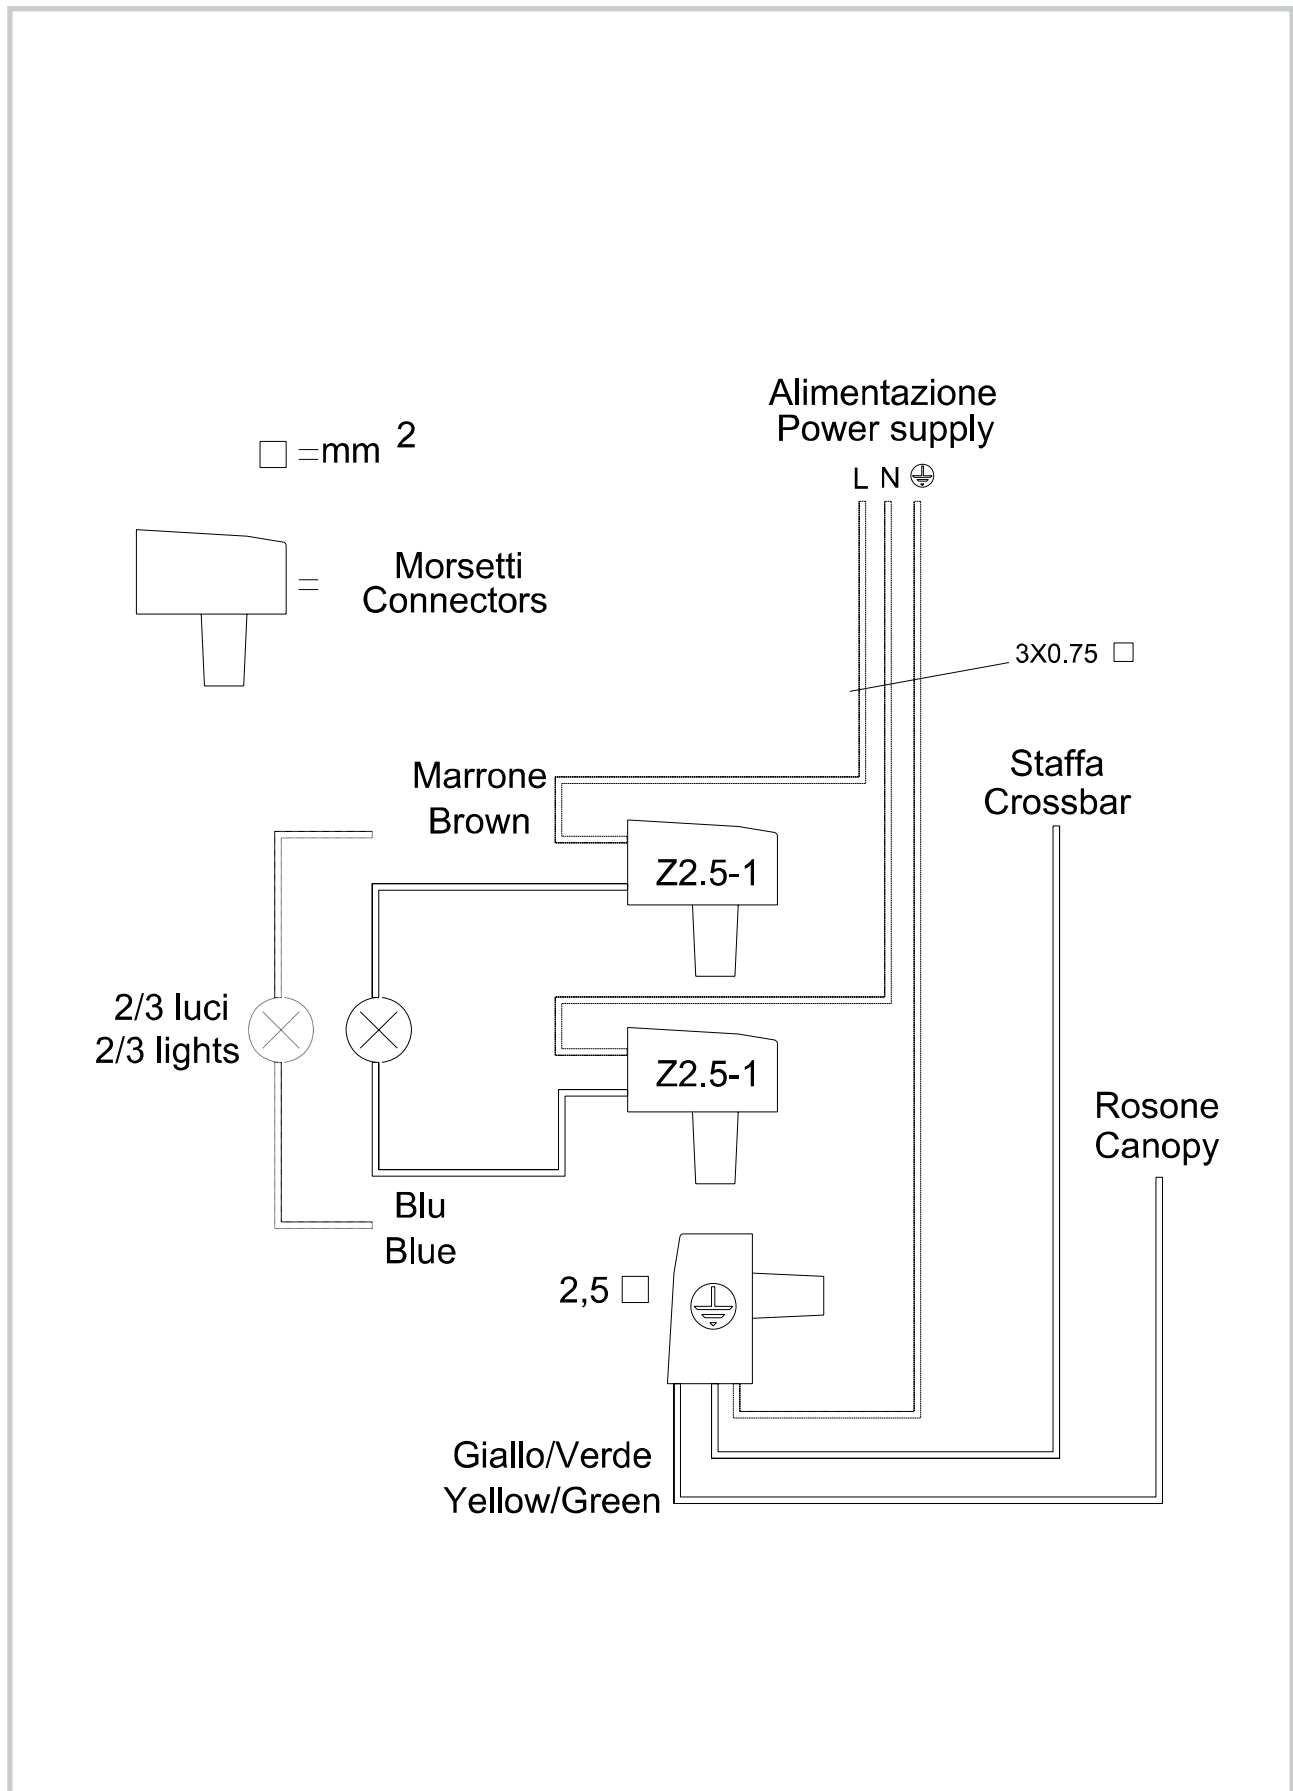 Alimentazione
Power supply
L N
□ =mm 2
=
Morsetti
Connectors
3X0.75 □
Staffa
Crossbar
Marrone
Brown
Z2.5-1
2/3 luci
2/3 lights
Z2.5-1
Rosone
Canopy
Blu
Blue
2,5 □
Giallo/Verde
Yellow/Green